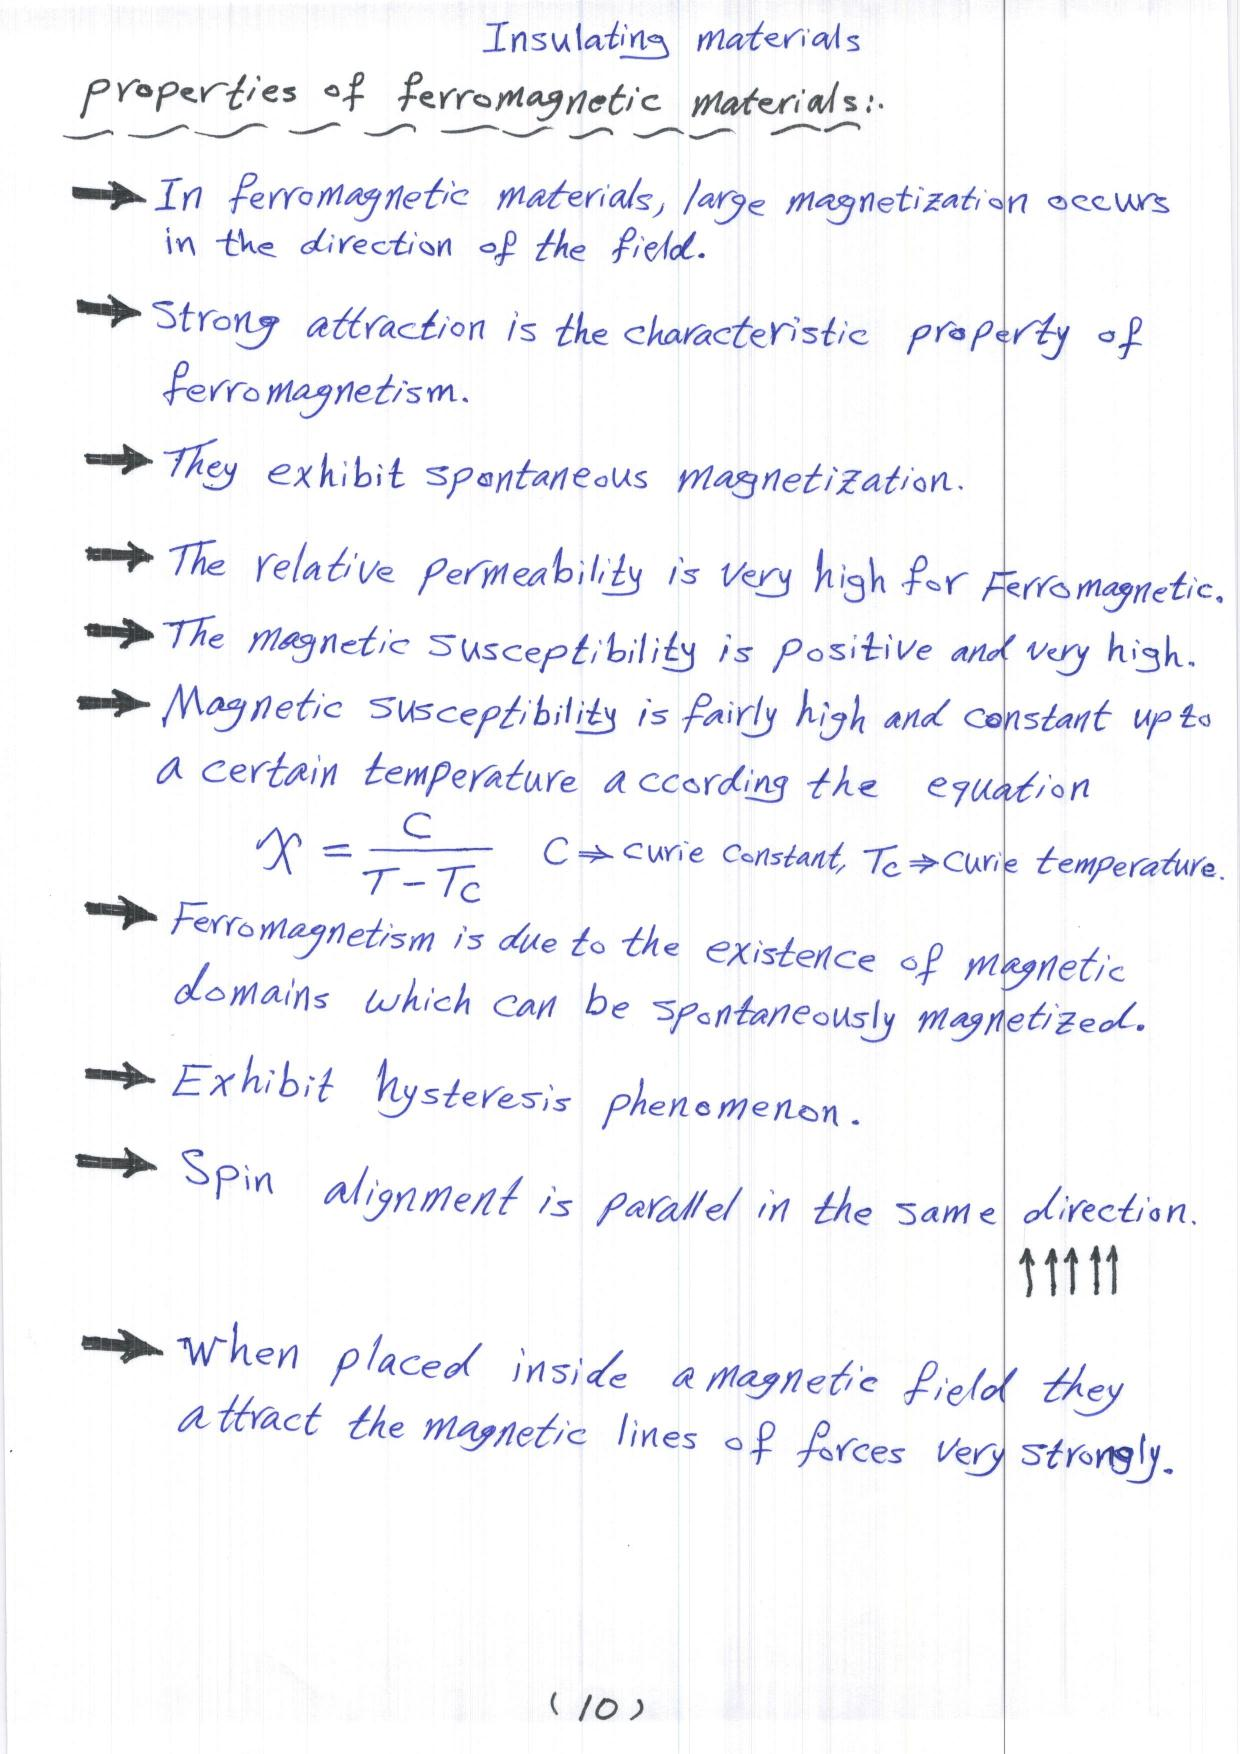 Insulating materials
properties of ferromagnetic materials:.
→ In ferromagnetic materials, large magnetization occurs
in the direction of the field.
→ Strong attraction is the characteristic property of
ferromagnetism.
→ They exhibit spontaneous magnetization.
→ The relative permeability is very high for Ferromagnetic.
→ The magnetic susceptibility is positive and very high.
→ Magnetic susceptibility is fairly high and constant up to
a certain temperature according the equation
χ = C / (T - Tc) C ⇒ curie constant, Tc ⇒ curie temperature.
→ Ferromagnetism is due to the existence of magnetic
domains which can be spontaneously magnetized.
→ Exhibit hysteresis phenomenon.
→ Spin alignment is parallel in the same direction.
↑↑↑↑↑
→ When placed inside a magnetic field they
attract the magnetic lines of forces very strongly.
(10)